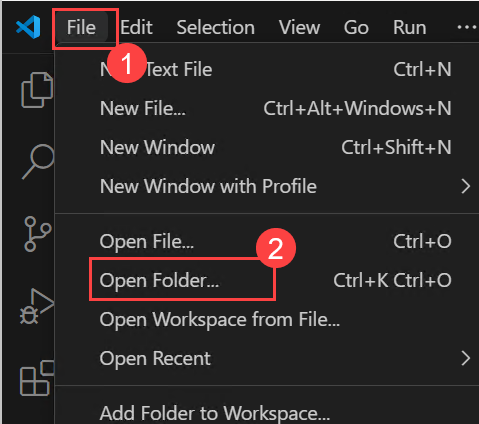 File Edit Selection View Go Run ...
1
Text File Ctrl+N
New File... Ctrl+Alt+Windows+N
New Window Ctrl+Shift+N
New Window with Profile
Open File... 2 Ctrl+O
Open Folder... Ctrl+K Ctrl+O
Open Workspace from File...
Open Recent
Add Folder to Workspace...